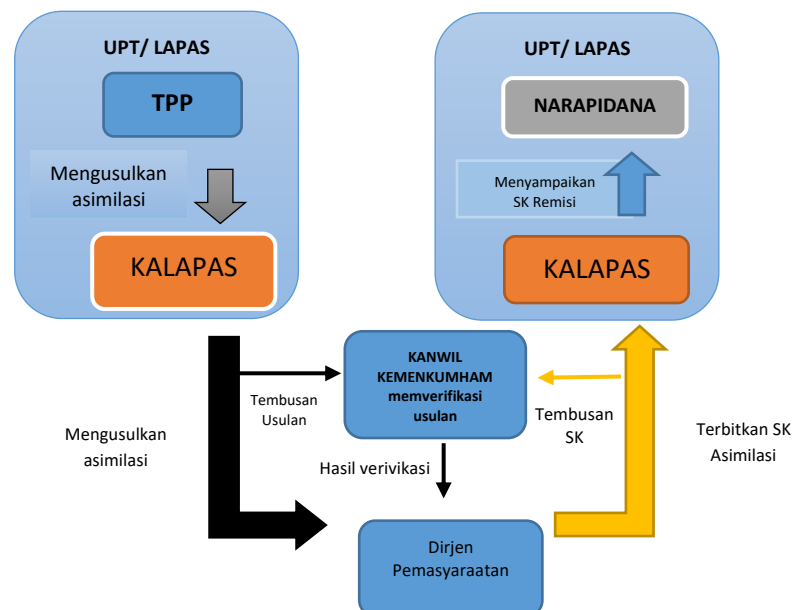 UPT/ LAPAS
TPP
Mengusulkan
asimilasi
KALAPAS
UPT/ LAPAS
NARAPIDANA
Menyampaikan
SK Remisi
KALAPAS
KANWIL
KEMENKUMHAM
memverifikasi
usulan
Tembusan
Usulan
Tembusan
SK
Mengusulkan
asimilasi
Terbitkan SK
Asimilasi
Hasil verivikasi
Dirjen
Pemasyaraatan